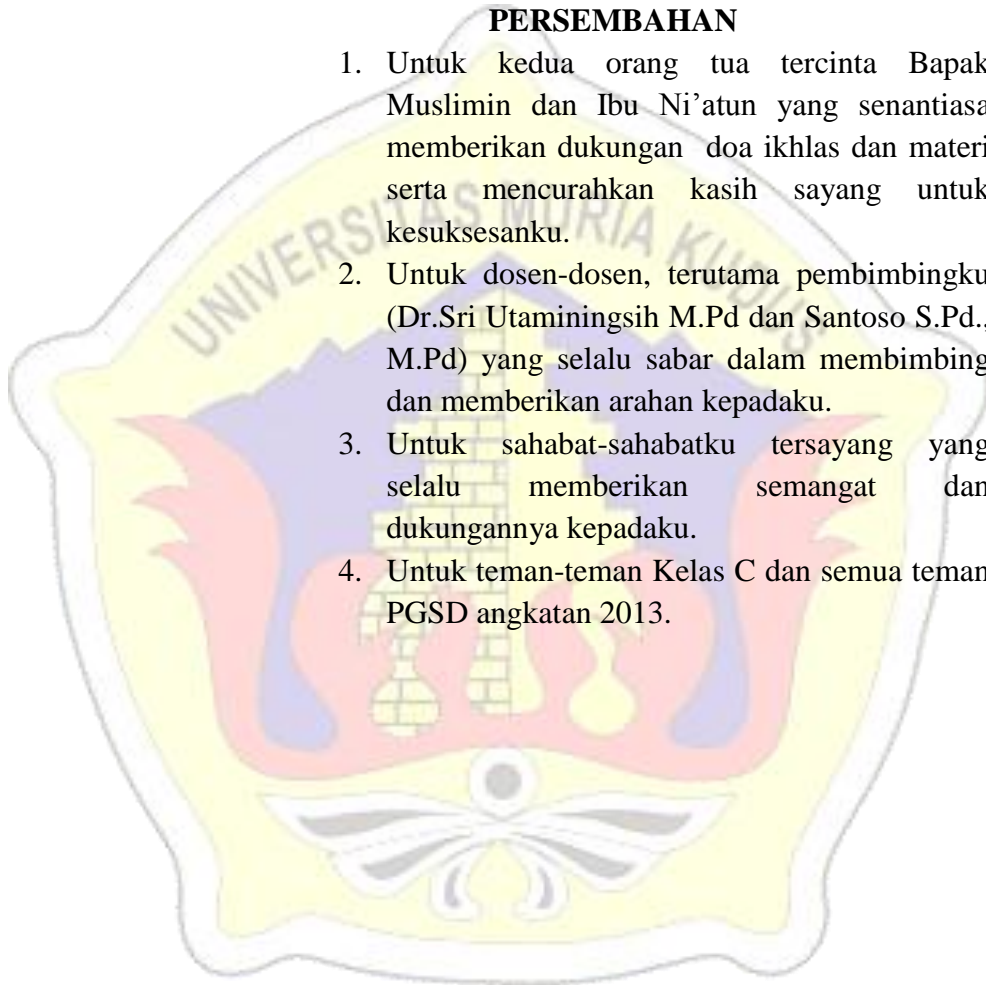 PERSEMBAHAN
1. Untuk kedua orang tua tercinta Bapak
Muslimin dan Ibu Ni’atun yang senantiasa
memberikan dukungan doa ikhlas dan materi
serta mencurahkan kasih sayang untuk
kesuksesanku.
2. Untuk dosen-dosen, terutama pembimbingku
(Dr.Sri Utaminingsih M.Pd dan Santoso S.Pd.,
M.Pd) yang selalu sabar dalam membimbing
dan memberikan arahan kepadaku.
3. Untuk sahabat-sahabatku tersayang yang
selalu memberikan semangat dan
dukungannya kepadaku.
4. Untuk teman-teman Kelas C dan semua teman
PGSD angkatan 2013.
UNIVERSITAS MURIA KUDUS